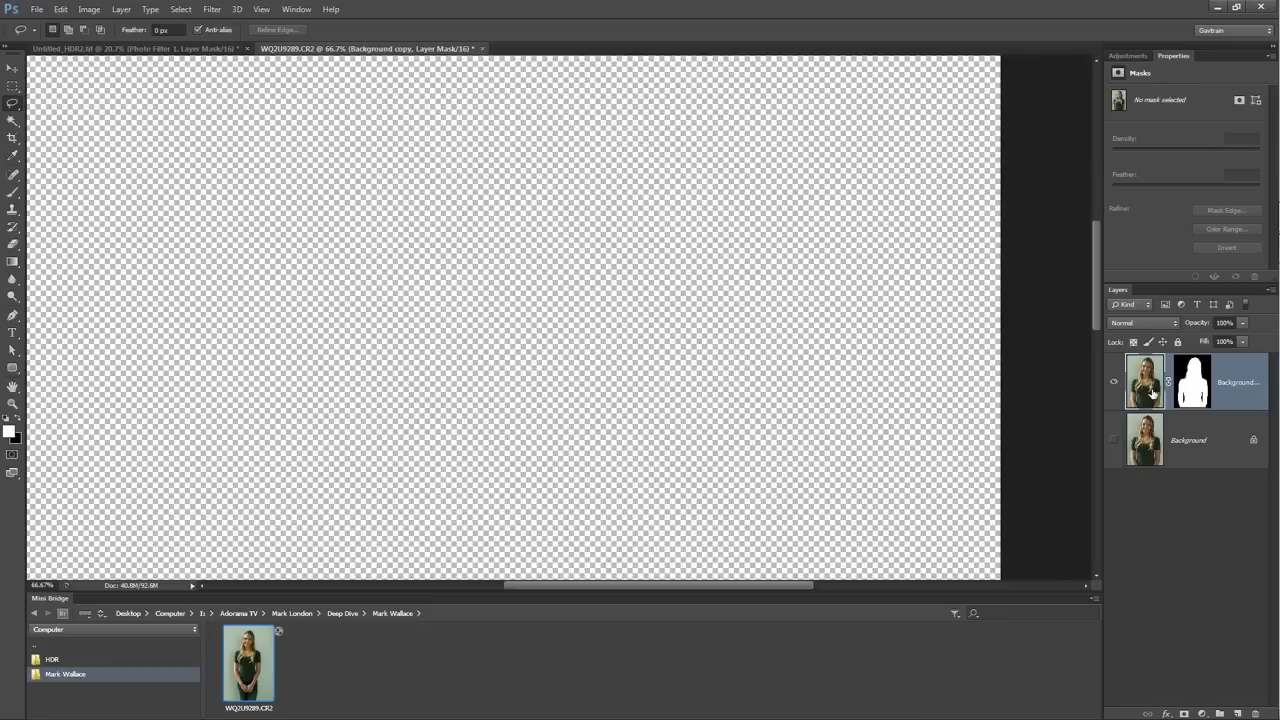 Ps File Edit Image Layer Type Select Filter 3D View Window Help
Feather: 0 px Anti-alias Refine Edge... Gavtrain
Untitled_HDR2.tif @ 20.7% (Photo Filter 1, Layer Mask/16) * × WQ2U9289.CR2 @ 66.7% (Background copy, Layer Mask/16) * ×
Adjustments Properties
Masks
No mask selected
Density:
Feather:
Refine: Mask Edge...
Color Range...
Invert
Layers
Kind
Normal Opacity: 100%
Lock: Fill: 100%
Background...
Background
66.67% Doc: 40.8M/92.6M
Mini Bridge
Br Desktop Computer I: Adorama TV Mark London Deep Dive Mark Wallace
Computer
..
HDR
Mark Wallace
WQ2U9289.CR2
fx